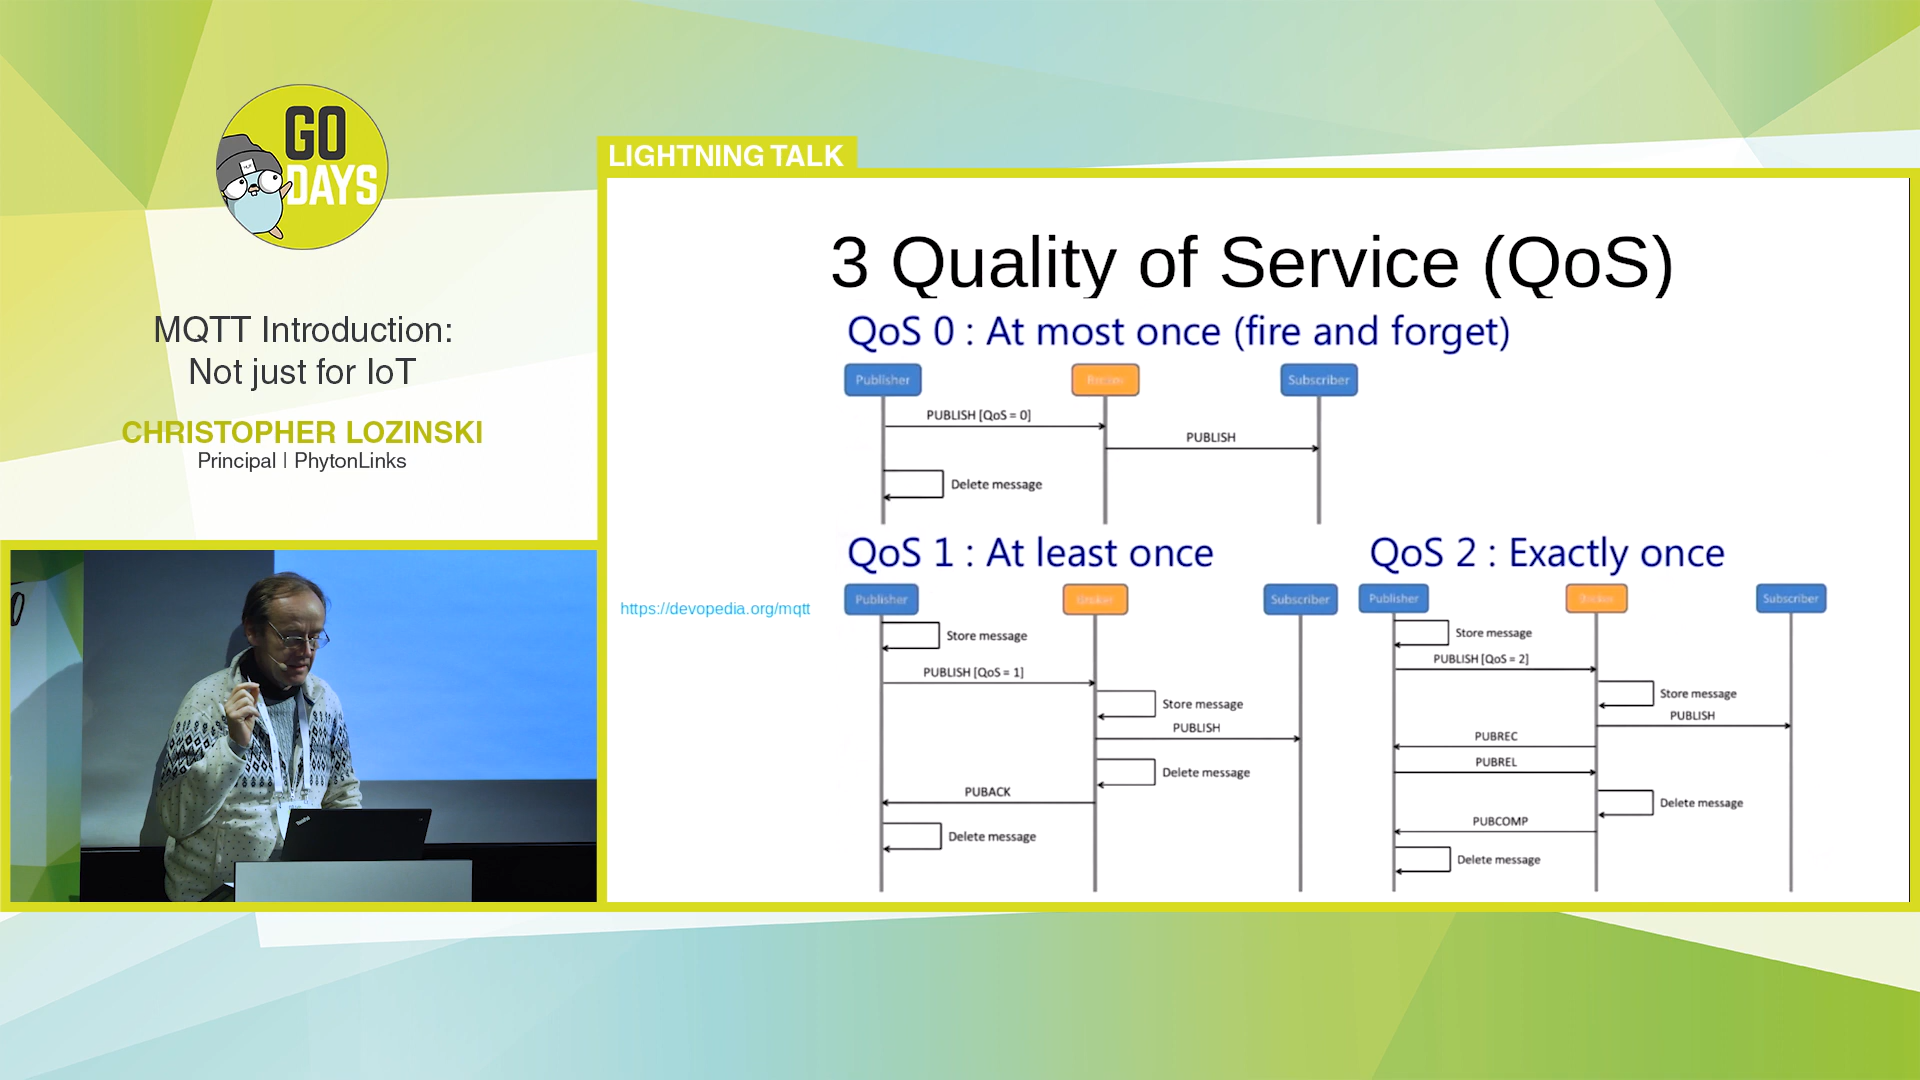 GO
DAYS
MQTT Introduction:
Not just for IoT
CHRISTOPHER LOZINSKI
Principal | PhytonLinks
LIGHTNING TALK
3 Quality of Service (QoS)
QoS 0 : At most once (fire and forget)
Publisher
Broker
Subscriber
PUBLISH [QoS = 0]
PUBLISH
Delete message
https://devopedia.org/mqtt
QoS 1 : At least once
Publisher
Broker
Subscriber
Store message
PUBLISH [QoS = 1]
Store message
PUBLISH
Delete message
PUBACK
Delete message
QoS 2 : Exactly once
Publisher
Broker
Subscriber
Store message
PUBLISH [QoS = 2]
Store message
PUBLISH
PUBREC
PUBREL
Delete message
PUBCOMP
Delete message
ThinkPad